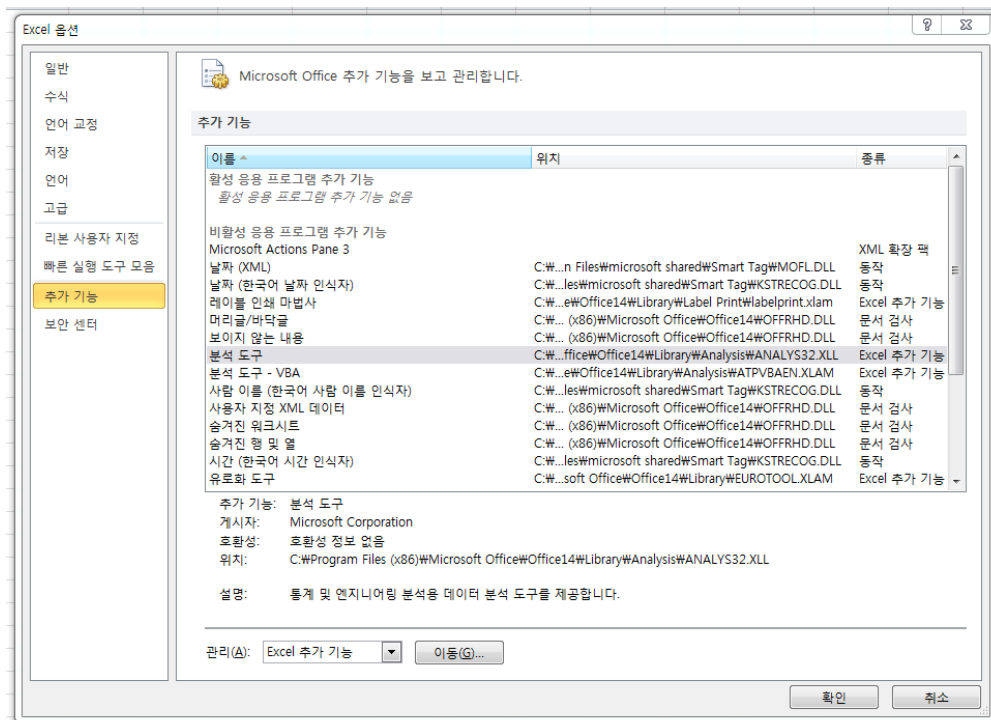 Excel 옵션
일반
수식
언어 교정
저장
언어
고급
리본 사용자 지정
빠른 실행 도구 모음
추가 기능
보안 센터
Microsoft Office 추가 기능을 보고 관리합니다.
추가 기능
이름 위치 종류
활성 응용 프로그램 추가 기능
활성 응용 프로그램 추가 기능 없음
비활성 응용 프로그램 추가 기능
Microsoft Actions Pane 3 XML 확장 팩
날짜 (XML) C:₩...n Files₩microsoft shared₩Smart Tag₩MOFL.DLL 동작
날짜 (한국어 날짜 인식자) C:₩...les₩microsoft shared₩Smart Tag₩KSTRECOG.DLL 동작
레이블 인쇄 마법사 C:₩...e₩Office14₩Library₩Label Print₩labelprint.xlam Excel 추가 기능
머리글/바닥글 C:₩... (x86)₩Microsoft Office₩Office14₩OFFRHD.DLL 문서 검사
보이지 않는 내용 C:₩... (x86)₩Microsoft Office₩Office14₩OFFRHD.DLL 문서 검사
분석 도구 C:₩...ffice₩Office14₩Library₩Analysis₩ANALYS32.XLL Excel 추가 기능
분석 도구 - VBA C:₩...e₩Office14₩Library₩Analysis₩ATPVBAEN.XLAM Excel 추가 기능
사람 이름 (한국어 사람 이름 인식자) C:₩...les₩microsoft shared₩Smart Tag₩KSTRECOG.DLL 동작
사용자 지정 XML 데이터 C:₩... (x86)₩Microsoft Office₩Office14₩OFFRHD.DLL 문서 검사
숨겨진 워크시트 C:₩... (x86)₩Microsoft Office₩Office14₩OFFRHD.DLL 문서 검사
숨겨진 행 및 열 C:₩... (x86)₩Microsoft Office₩Office14₩OFFRHD.DLL 문서 검사
시간 (한국어 시간 인식자) C:₩...les₩microsoft shared₩Smart Tag₩KSTRECOG.DLL 동작
유로화 도구 C:₩...soft Office₩Office14₩Library₩EUROTOOL.XLAM Excel 추가 기능
추가 기능: 분석 도구
게시자: Microsoft Corporation
호환성: 호환성 정보 없음
위치: C:₩Program Files (x86)₩Microsoft Office₩Office14₩Library₩Analysis₩ANALYS32.XLL
설명: 통계 및 엔지니어링 분석용 데이터 분석 도구를 제공합니다.
관리(A): Excel 추가 기능 이동(G)...
확인 취소